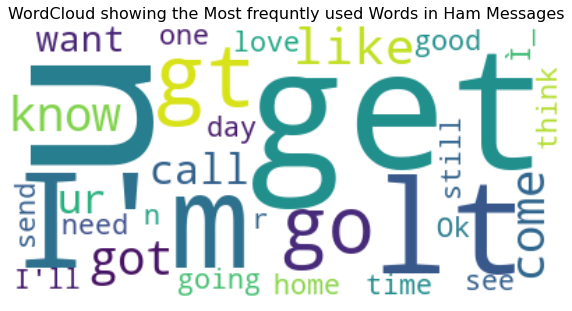 WordCloud showing the Most frequntly used Words in Ham Messages
want
one
love
like
good
Ì_
u
gt
get
know
day
think
call
still
I'm
ur
send
need
n
r
go
lt
Ok
come
got
I'll
going
home
time
see